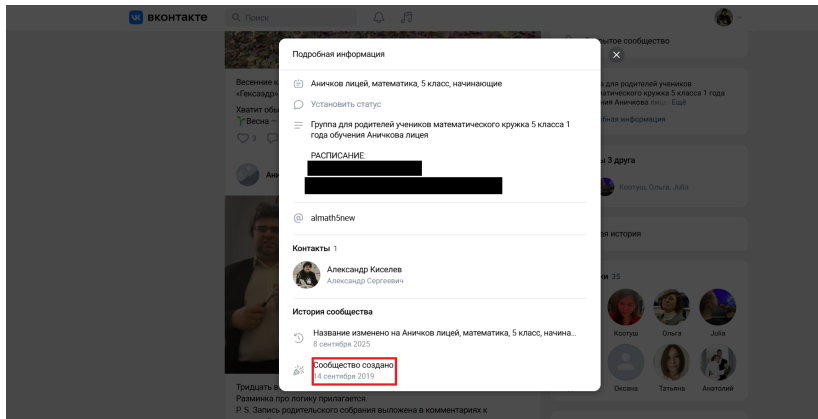 вконтакте
Поиск
Подробная информация
Аничков лицей, математика, 5 класс, начинающие
Установить статус
Группа для родителей учеников математического кружка 5 класса 1
года обучения Аничкова лицея
РАСПИСАНИЕ:
almath5new
Контакты 1
Александр Киселев
Александр Сергеевич
История сообщества
Название изменено на Аничков лицей, математика, 5 класс, начина...
8 сентября 2025
Сообщество создано
14 сентября 2019
Весенние к
«Гексаэдр»
Хватит обы
Весна —
3
Ани
Тридцать в
Разминка про логику прилагается.
P. S. Запись родительского собрания выложена в комментариях к
рытое сообщество
а для родителей учеников
атического кружка 5 класса 1 года
ния Аничкова лиц... Ещё
бная информация
ы 3 друга
Коотуш, Ольга, Julia
ая история
ки 35
Коотуш
Ольга
Julia
Оксана
Татьяна
Анатолий